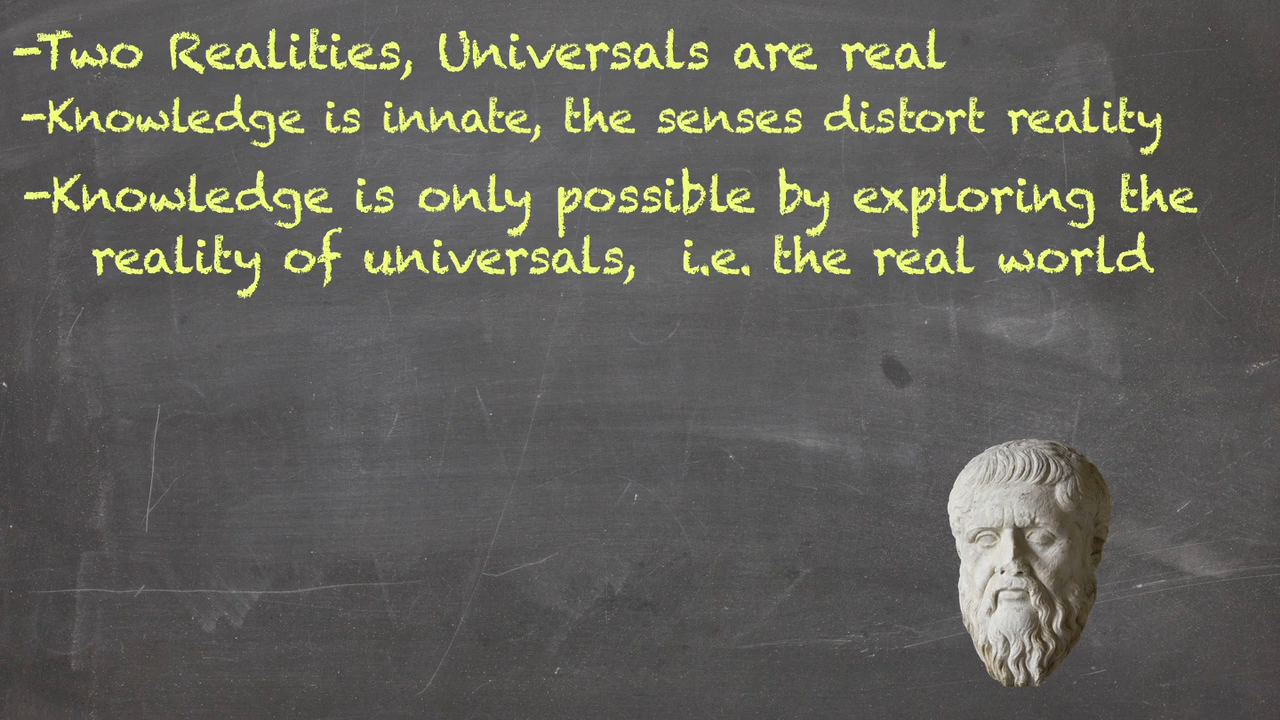 -Two Realities, Universals are real
-Knowledge is innate, the senses distort reality
-Knowledge is only possible by exploring the
reality of universals, i.e. the real world